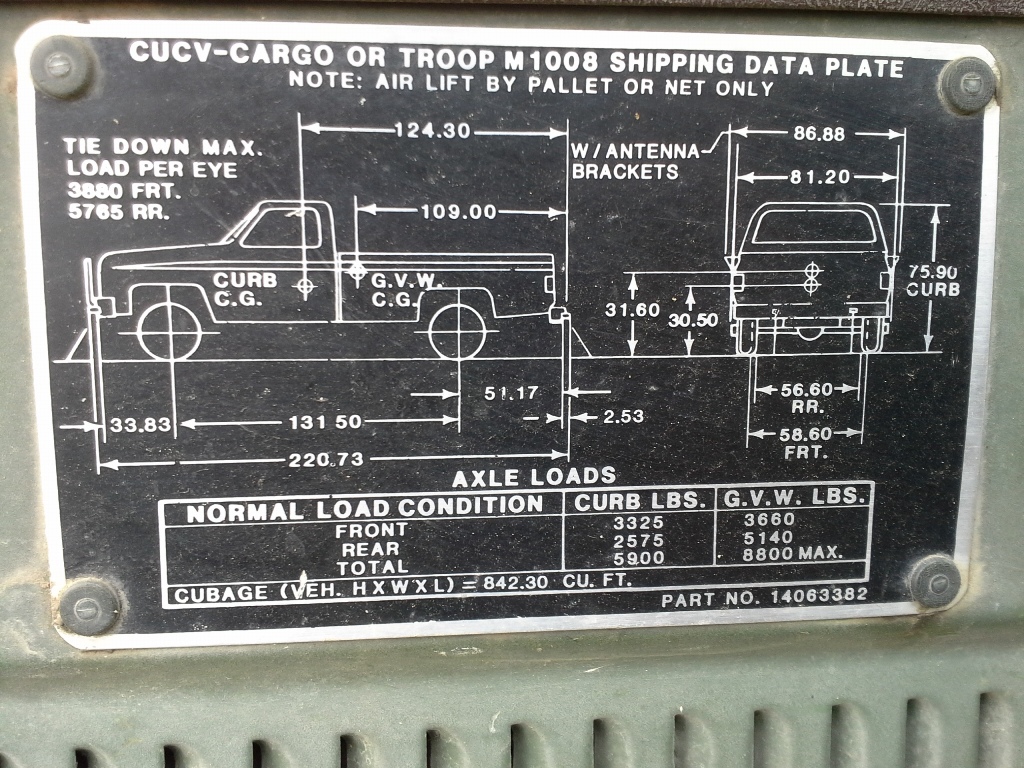 CUCV-CARGO OR TROOP M1008 SHIPPING DATA PLATE
NOTE: AIR LIFT BY PALLET OR NET ONLY
TIE DOWN MAX.
LOAD PER EYE
3880 FRT.
5765 RR.
124.30
109.00
CURB
C.G.
G.V.W.
C.G.
W/ANTENNA
BRACKETS
86.88
81.20
31.60
30.50
75.90
CURB
51.17
33.83
131 50
2.53
220.73
56.60
RR.
58.60
FRT.
AXLE LOADS
NORMAL LOAD CONDITION CURB LBS. G.V.W. LBS.
FRONT 3325 3660
REAR 2575 5140
TOTAL 5900 8800 MAX.
CUBAGE (VEH. HXWXL) = 842.30 CU. FT.
PART NO. 14063382